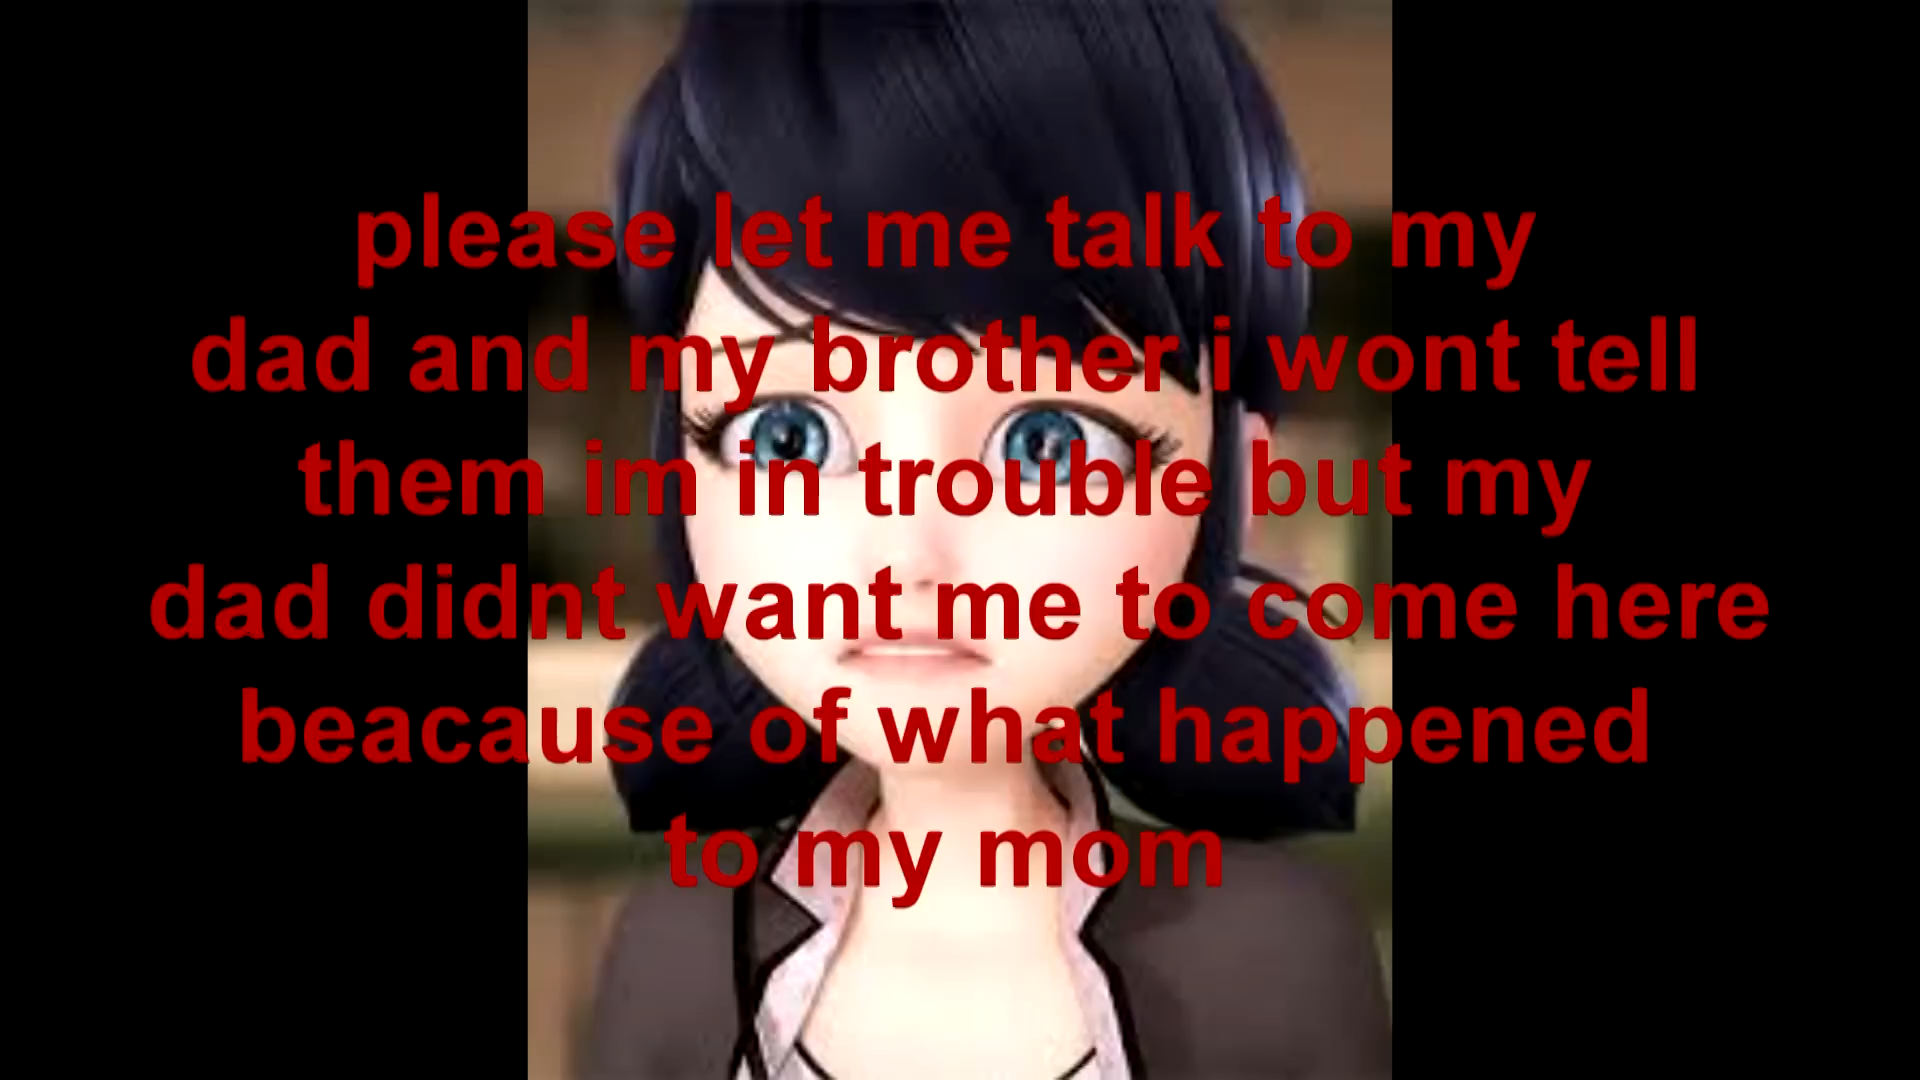 please let me talk to my
dad and my brother i wont tell
them im in trouble but my
dad didnt want me to come here
beacause of what happened
to my mom